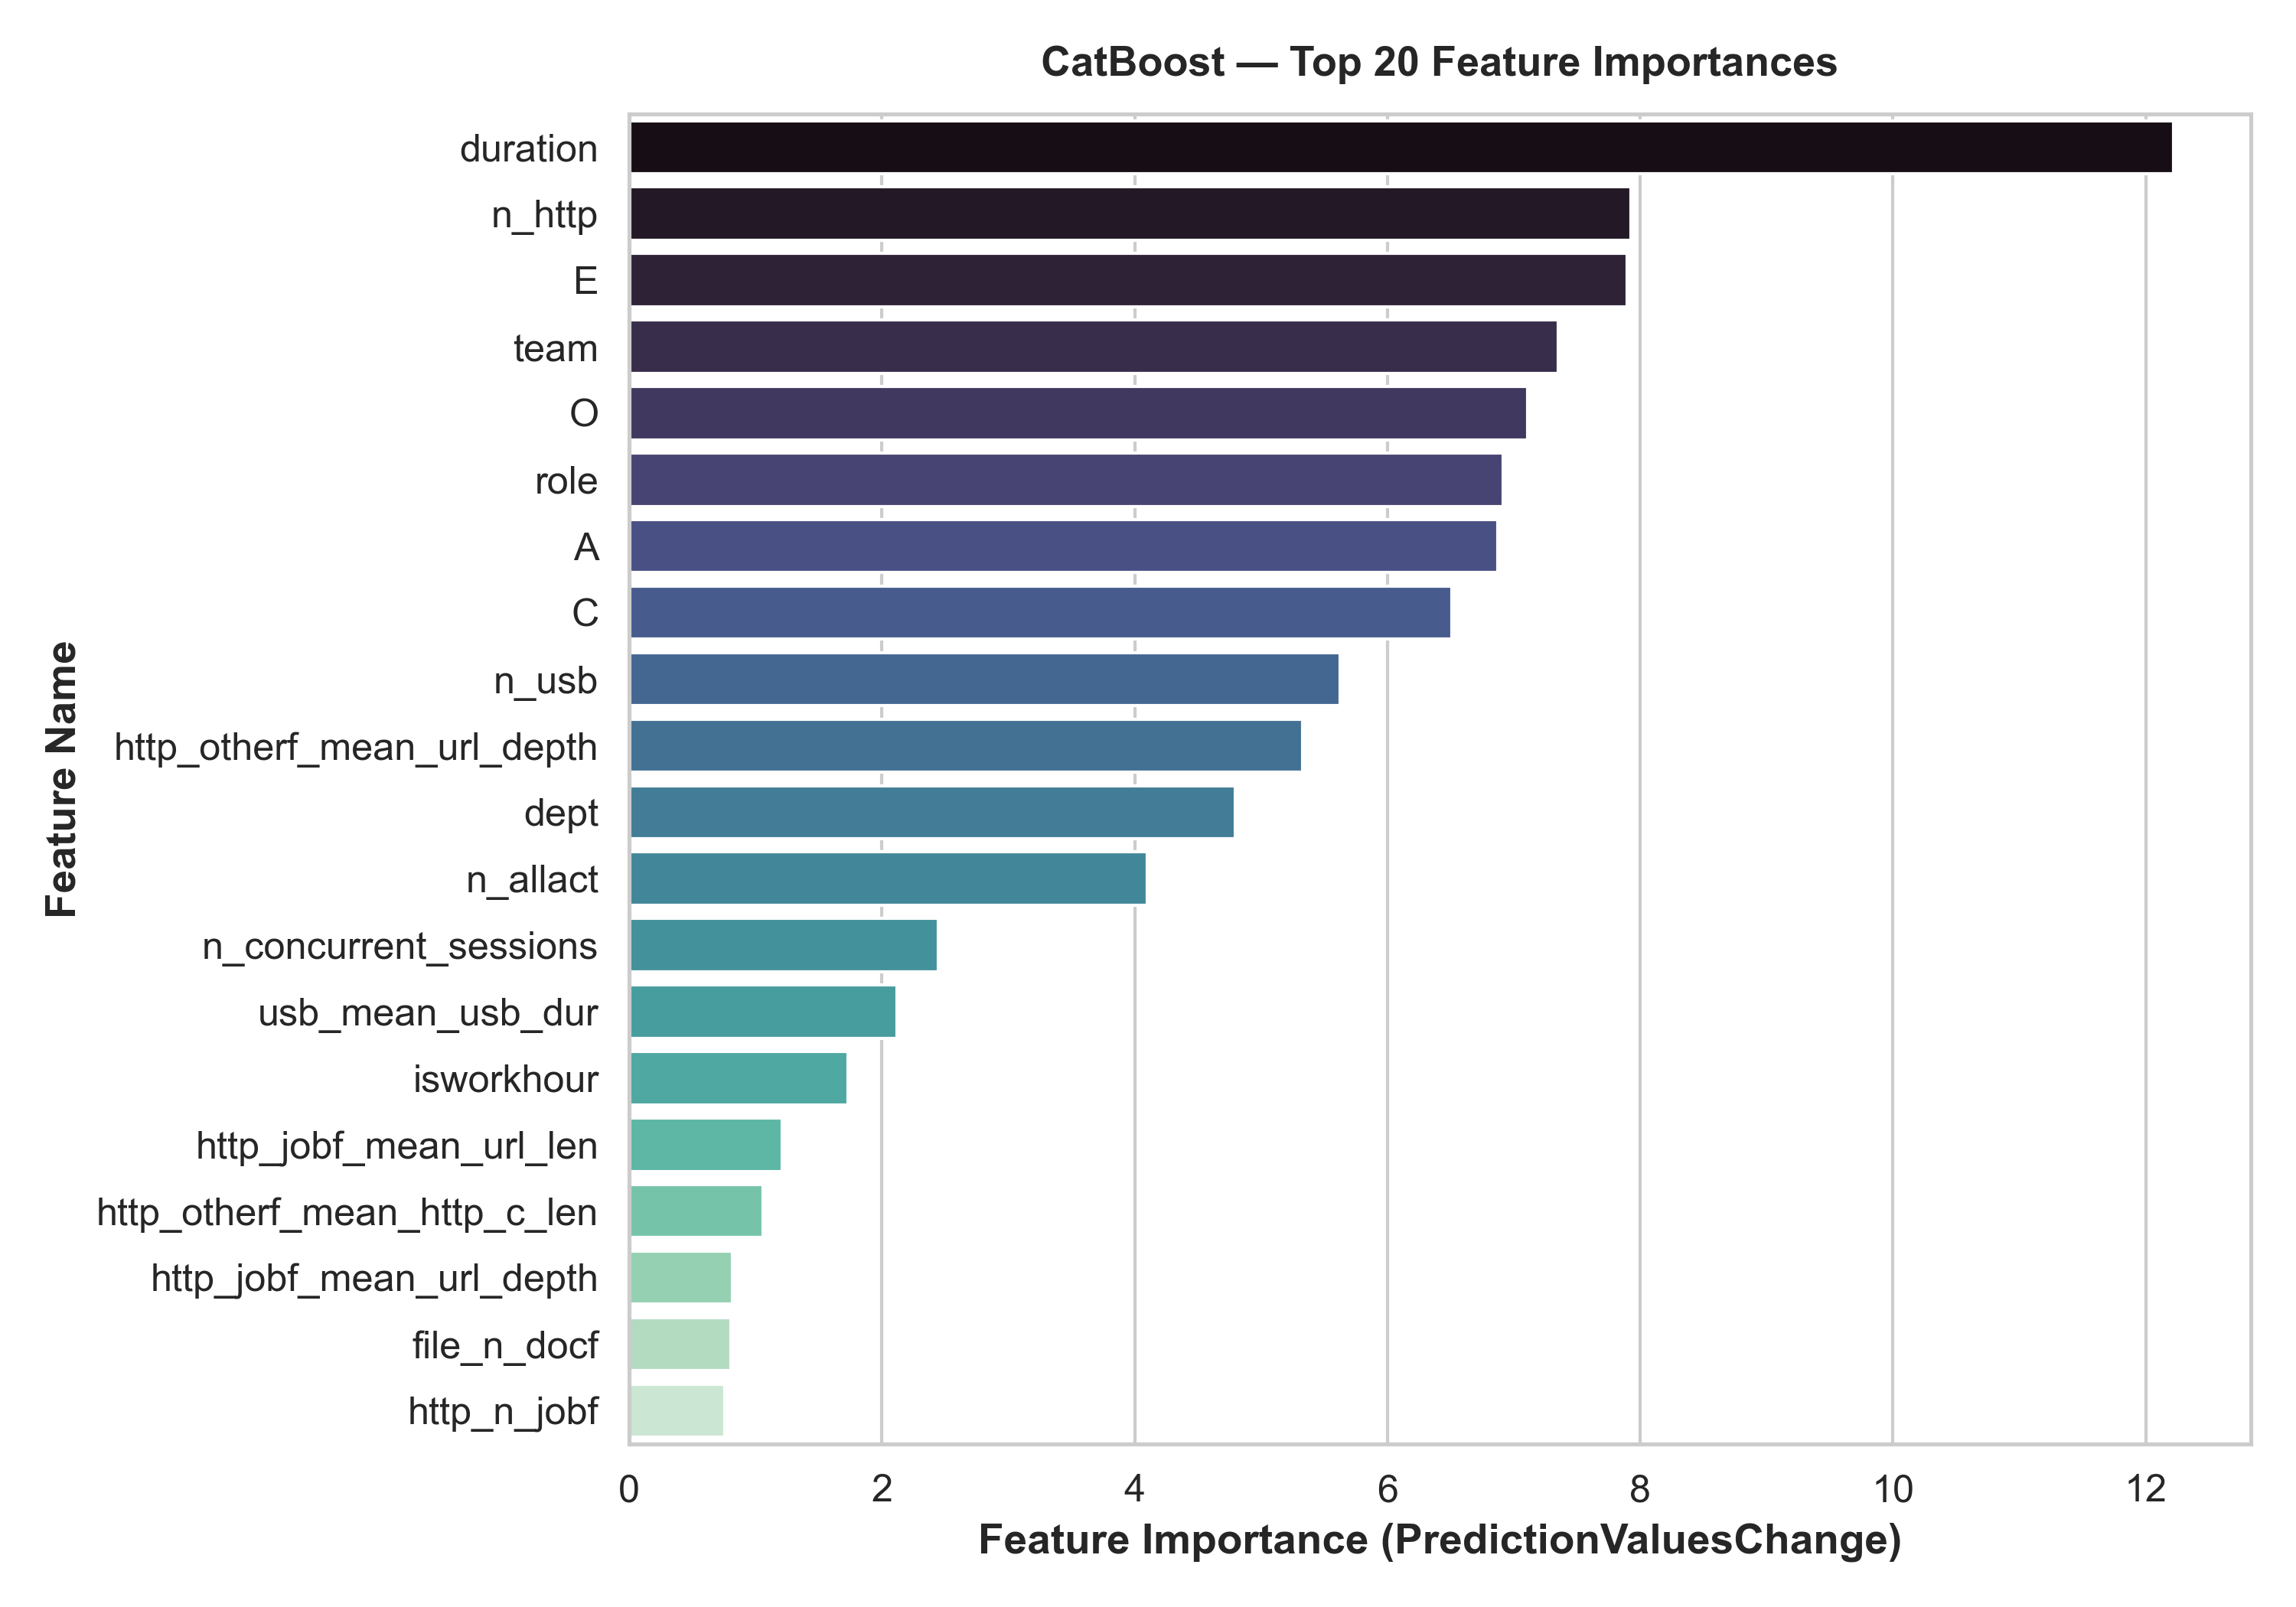 CatBoost — Top 20 Feature Importances
Feature Name
duration
n_http
E
team
O
role
A
C
n_usb
http_otherf_mean_url_depth
dept
n_allact
n_concurrent_sessions
usb_mean_usb_dur
isworkhour
http_jobf_mean_url_len
http_otherf_mean_http_c_len
http_jobf_mean_url_depth
file_n_docf
http_n_jobf
0 2 4 6 8 10 12
Feature Importance (PredictionValuesChange)